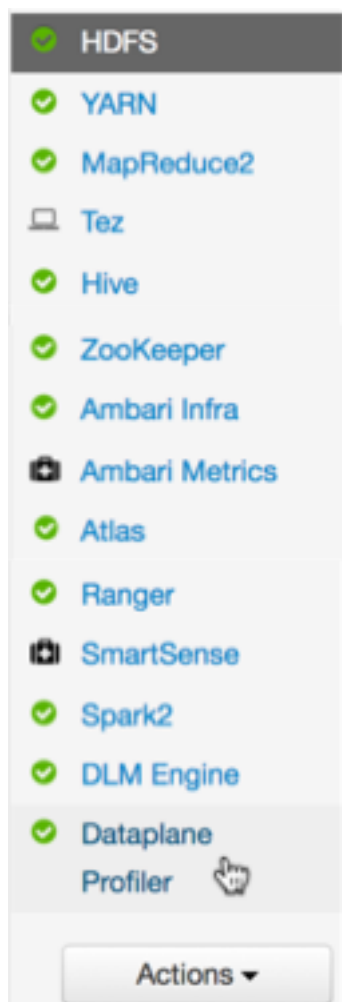 HDFS
YARN
MapReduce2
Tez
Hive
ZooKeeper
Ambari Infra
Ambari Metrics
Atlas
Ranger
SmartSense
Spark2
DLM Engine
Dataplane
Profiler
Actions